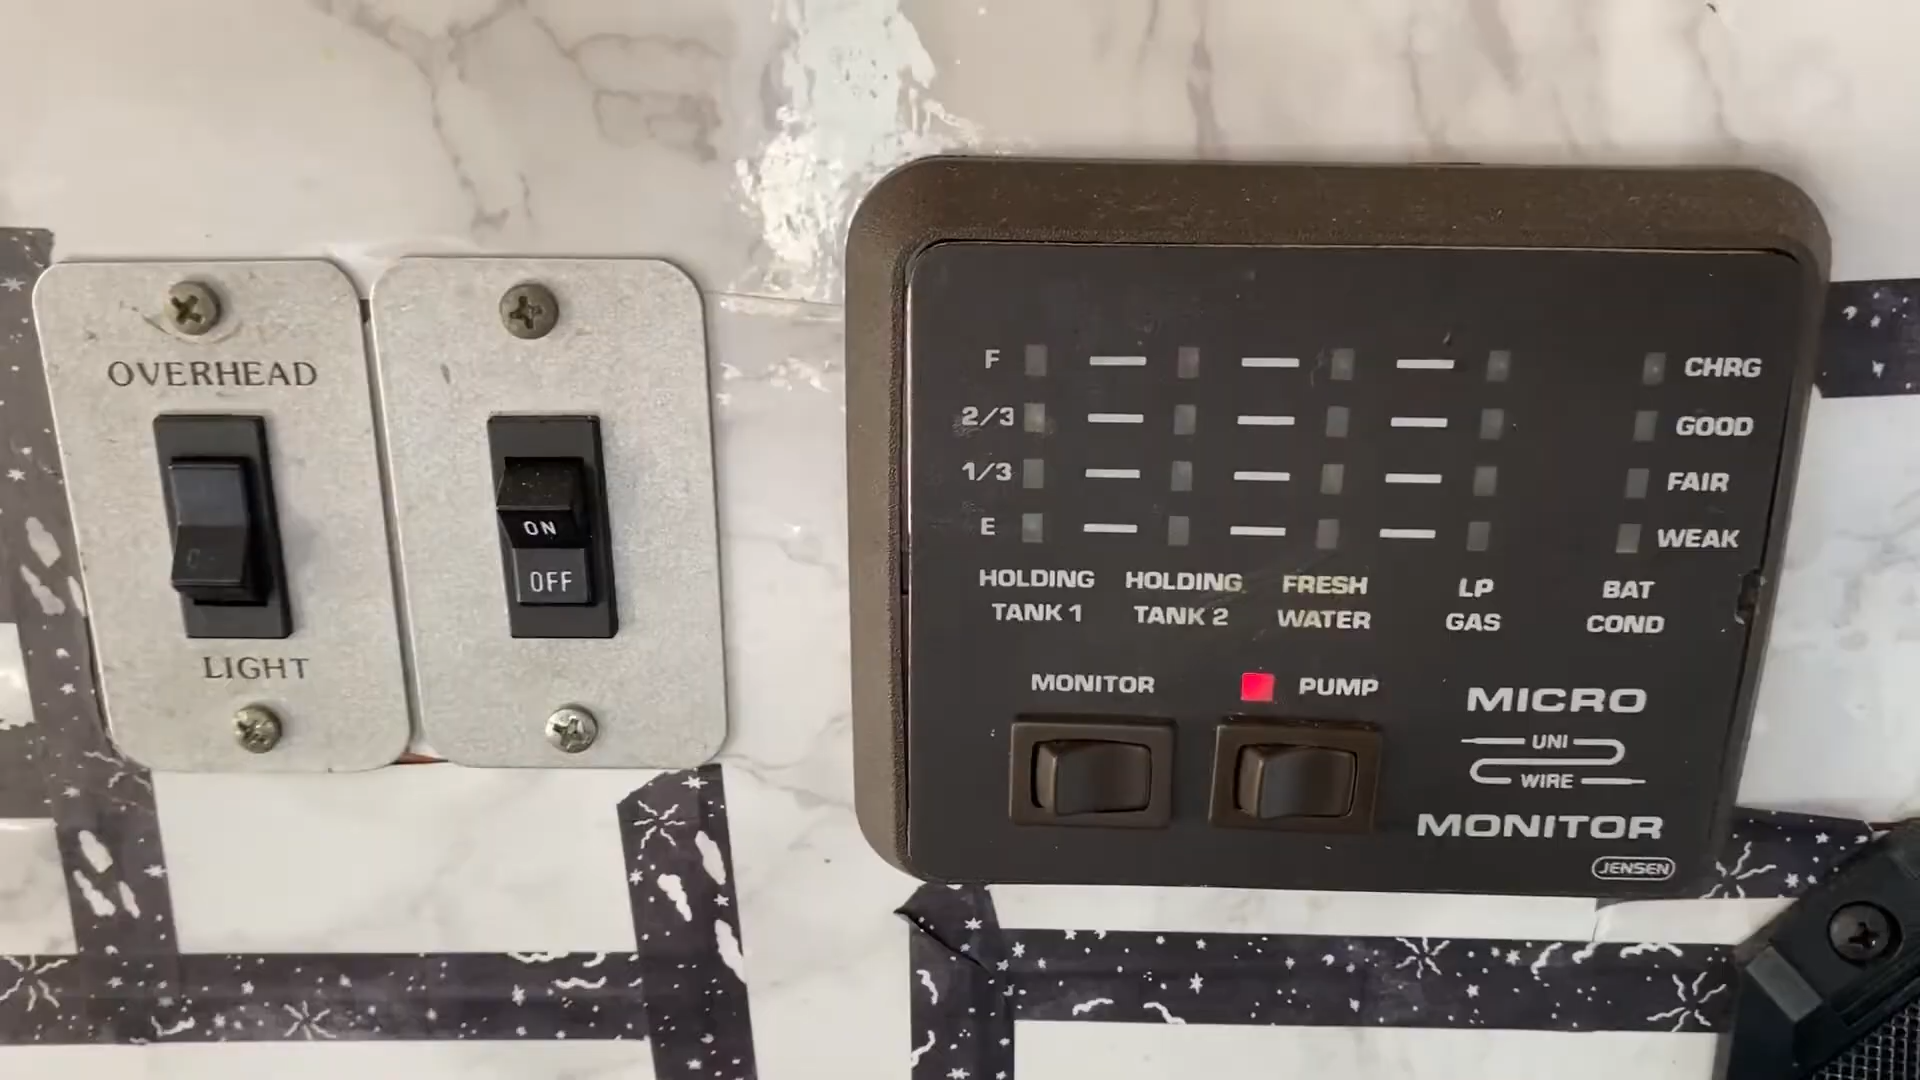 OVERHEAD
LIGHT
ON
OFF
F
CHRG
2/3
GOOD
1/3
FAIR
E
WEAK
HOLDING
TANK 1
HOLDING
TANK 2
FRESH
WATER
LP
GAS
BAT
COND
MONITOR
PUMP
MICRO
UNI
WIRE
MONITOR
JENSEN